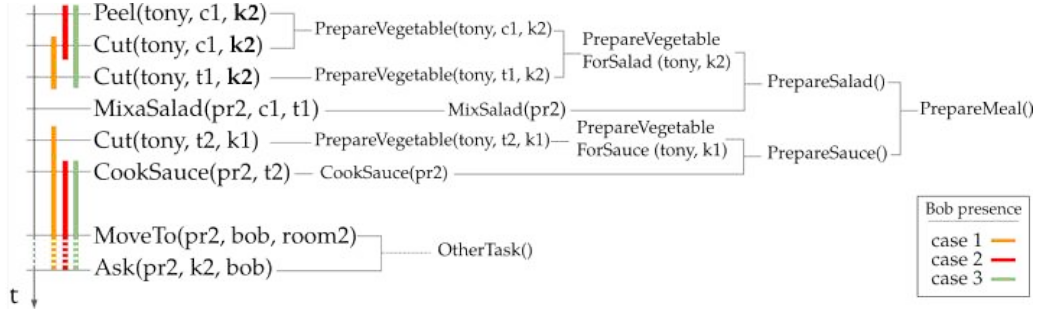 Peel(tony, c1, k2)
Cut(tony, c1, k2)
PrepareVegetable(tony, c1, k2)
Cut(tony, t1, k2)
PrepareVegetable(tony, t1, k2)
PrepareVegetable
ForSalad (tony, k2)
MixaSalad(pr2, c1, t1)
MixSalad(pr2)
PrepareSalad()
PrepareMeal()
Cut(tony, t2, k1)
PrepareVegetable(tony, t2, k1)
PrepareVegetable
ForSauce (tony, k1)
CookSauce(pr2, t2)
CookSauce(pr2)
PrepareSauce()
MoveTo(pr2, bob, room2)
Ask(pr2, k2, bob)
OtherTask()
t
Bob presence
case 1
case 2
case 3